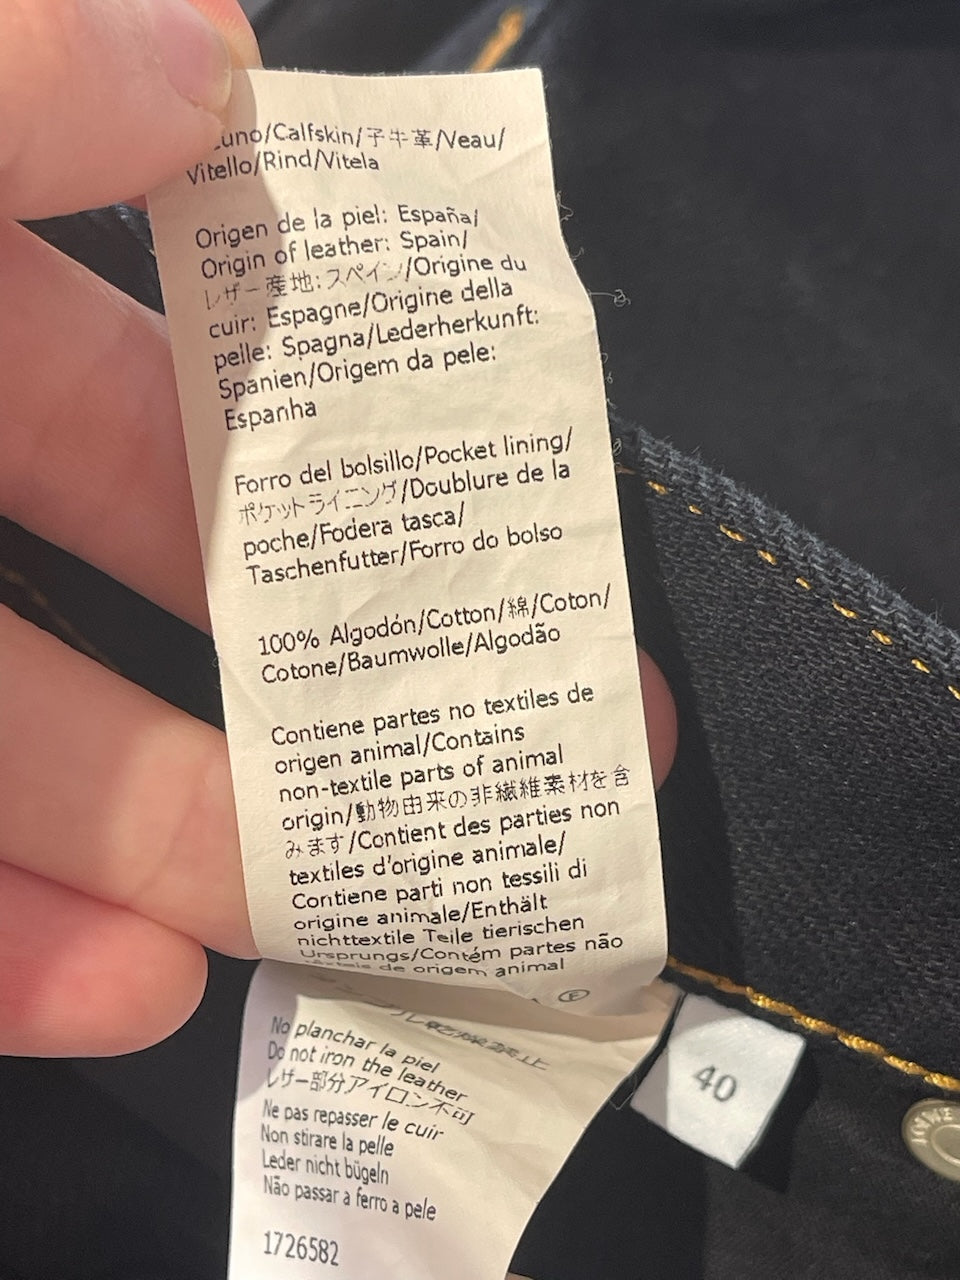 /Calfskin/子牛革/Veau/
Vitello/Rind/Vitela
Origen de la piel: España/
Origin of leather: Spain/
レザー産地:スペイン/Origine du
cuir: Espagne/Origine della
pelle: Spagna/Lederherkunft:
Spanien/Origem da pele:
Espanha
Forro del bolsillo/Pocket lining/
ポケットライニング/Doublure de la
poche/Fodera tasca/
Taschenfutter/Forro do bolso
100% Algodón/Cotton/綿/Coton/
Cotone/Baumwolle/Algodão
Contiene partes no textiles de
origen animal/Contains
non-textile parts of animal
origin/動物由来の非繊維素材を含
みます/Contient des parties non
textiles d'origine animale/
Contiene parti non tessili di
origine animale/Enthält
nichttextile Teile tierischen
Ursprungs/Contém partes não
têxteis de origem animal
No planchar la piel
Do not iron the leather
レザー部分アイロン不可
Ne pas repasser le cuir
Non stirare la pelle
Leder nicht bügeln
Não passar a ferro a pele
1726582
40